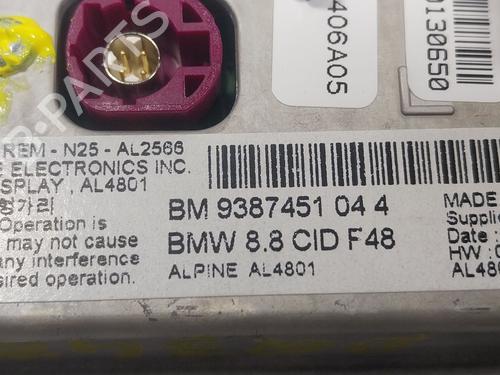 406A05
0130650
REM - N25 - AL2566
E ELECTRONICS INC.
SPLAY, AL4801
Operation is
may not cause
any interference
sired operation.
BM 9387451 04 4
BMW 8.8 CID F48
ALPINE AL4801
MADE
Supplie
Date :
HW :
AL48